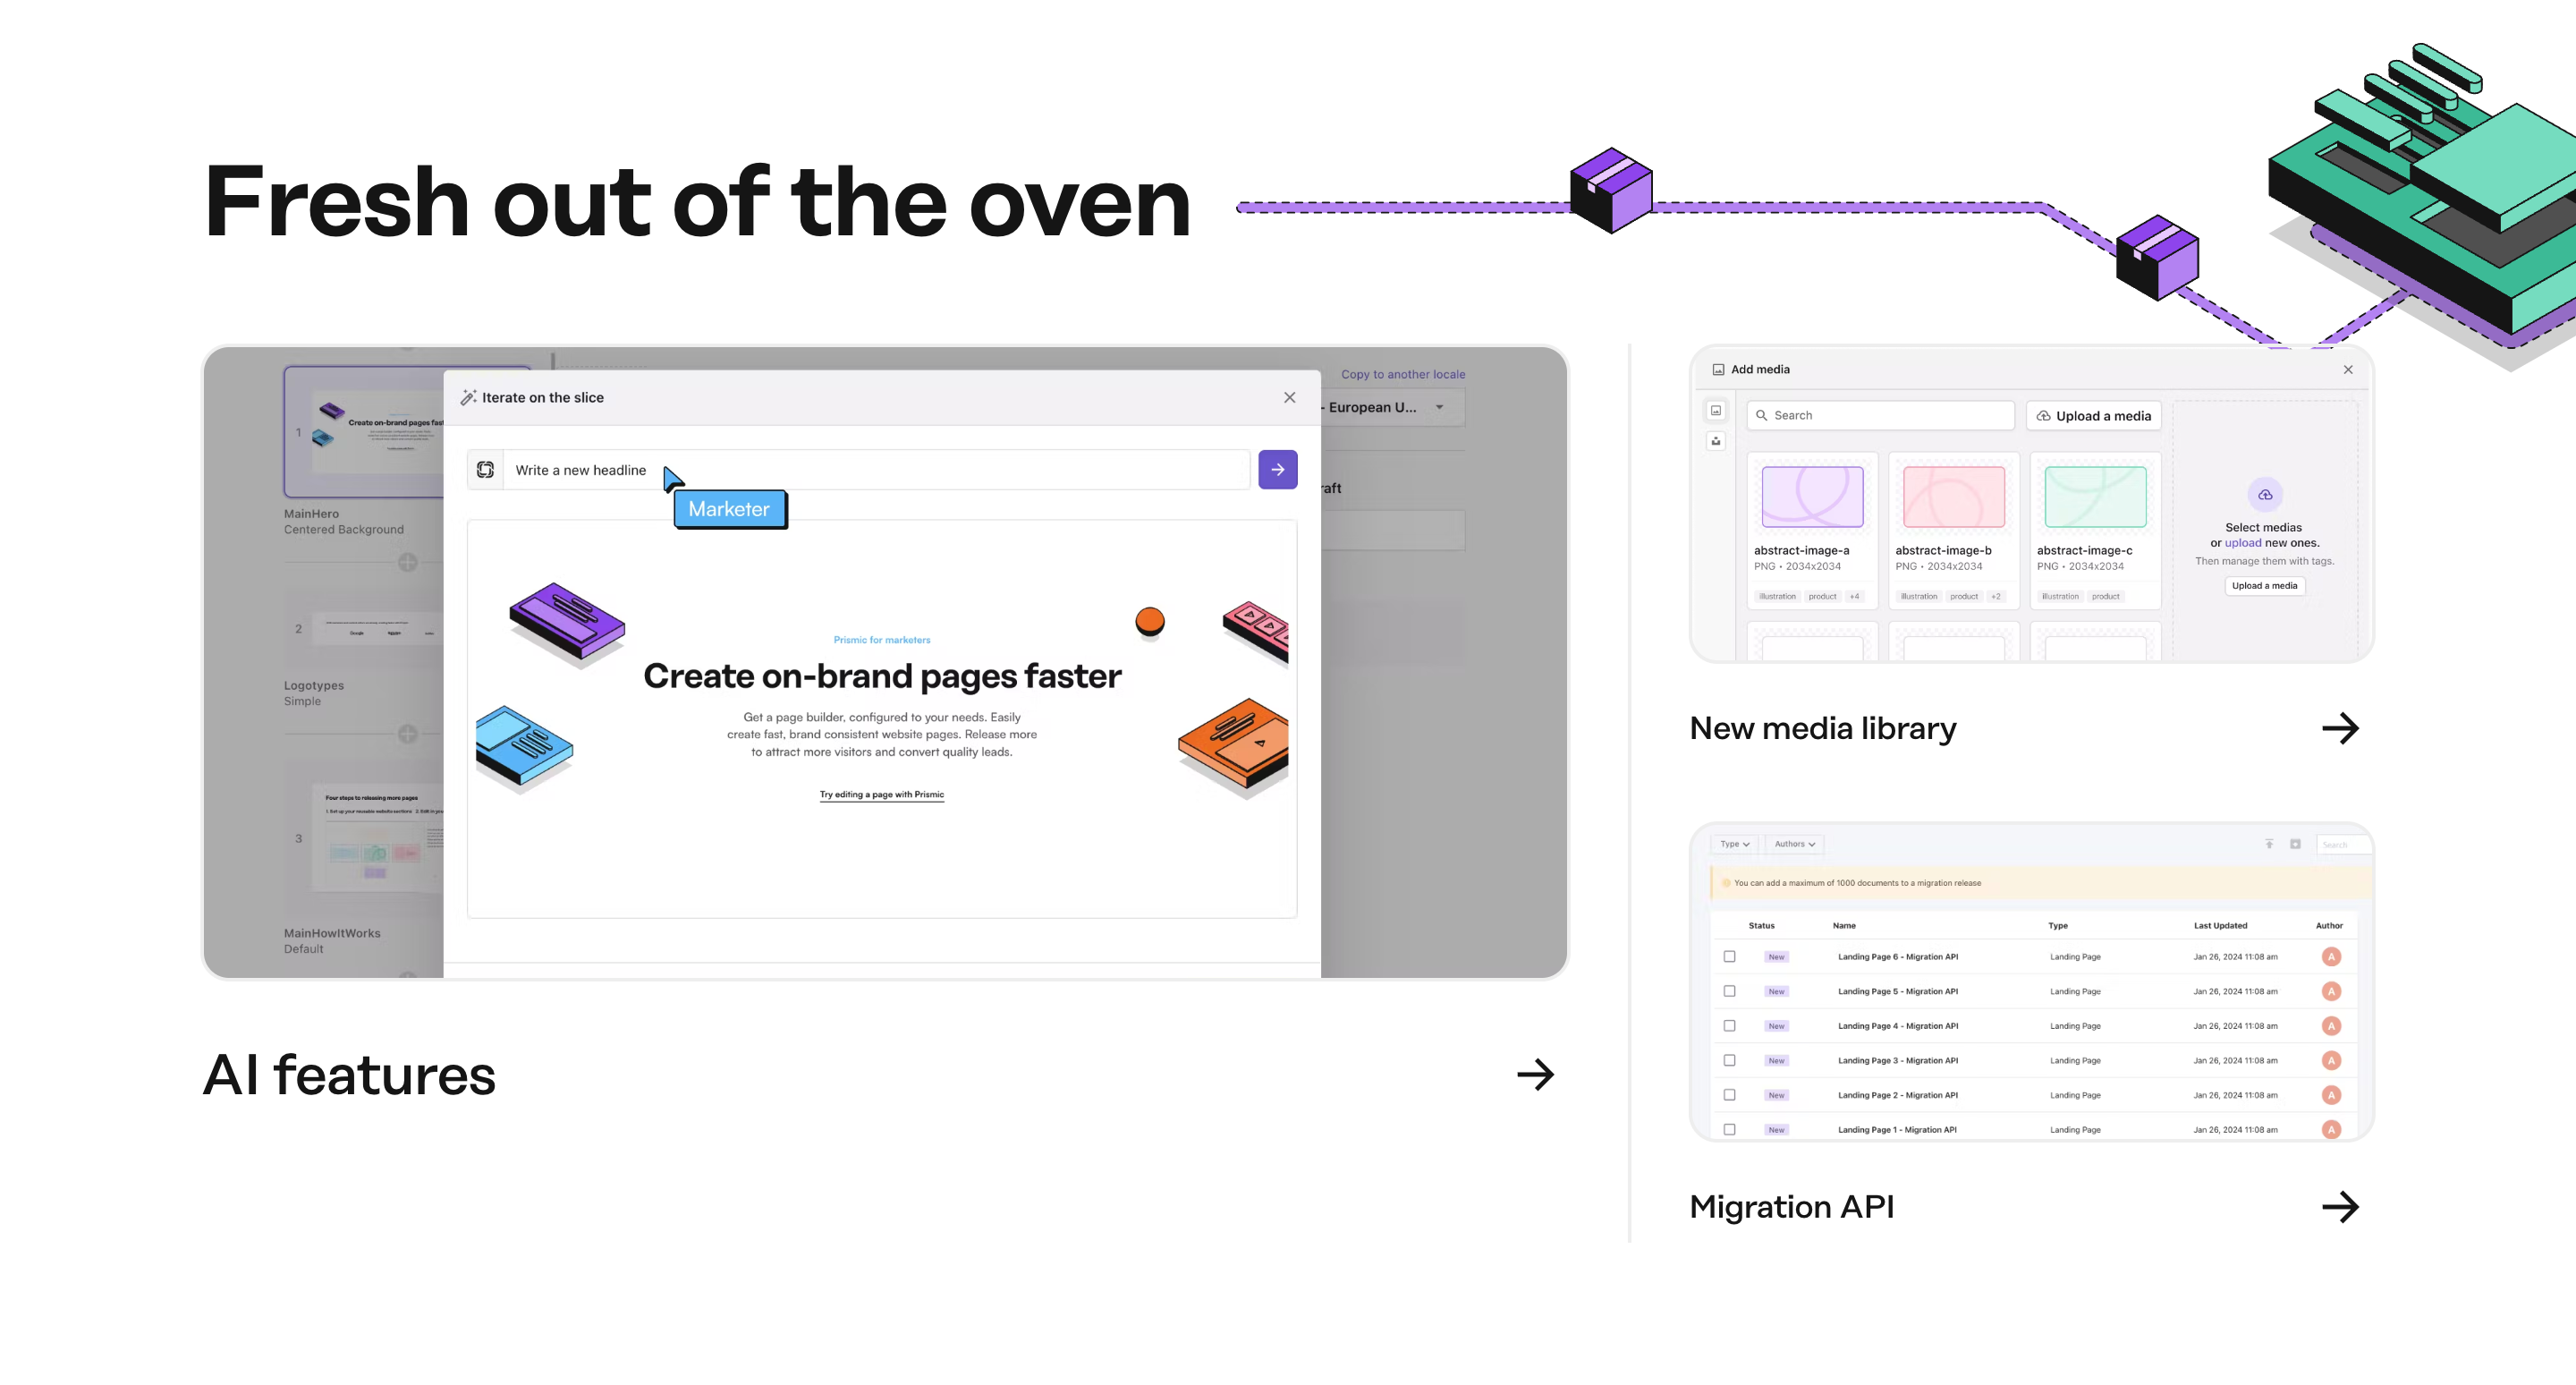 Fresh out of the oven
Copy to another locale
- European U...
raft
1
Create on-brand pages fast
MainHero
Centered Background
2
Google
Logotypes
Simple
3
Four steps to releasing more pages
MainHowItWorks
Default
Iterate on the slice
Write a new headline
Marketer
Prismic for marketers
Create on-brand pages faster
Get a page builder, configured to your needs. Easily
create fast, brand consistent website pages. Release more
to attract more visitors and convert quality leads.
Try editing a page with Prismic
AI features
Add media
Search
Upload a media
abstract-image-a
PNG • 2034x2034
illustration product +4
abstract-image-b
PNG • 2034x2034
illustration product +2
abstract-image-c
PNG • 2034x2034
illustration product
Select medias
or upload new ones.
Then manage them with tags.
Upload a media
New media library
Type Authors Search
You can add a maximum of 1000 documents to a migration release
Status Name Type Last Updated Author
New Landing Page 6 - Migration API Landing Page Jan 26, 2024 11:08 am A
New Landing Page 5 - Migration API Landing Page Jan 26, 2024 11:08 am A
New Landing Page 4 - Migration API Landing Page Jan 26, 2024 11:08 am A
New Landing Page 3 - Migration API Landing Page Jan 26, 2024 11:08 am A
New Landing Page 2 - Migration API Landing Page Jan 26, 2024 11:08 am A
New Landing Page 1 - Migration API Landing Page Jan 26, 2024 11:08 am A
Migration API